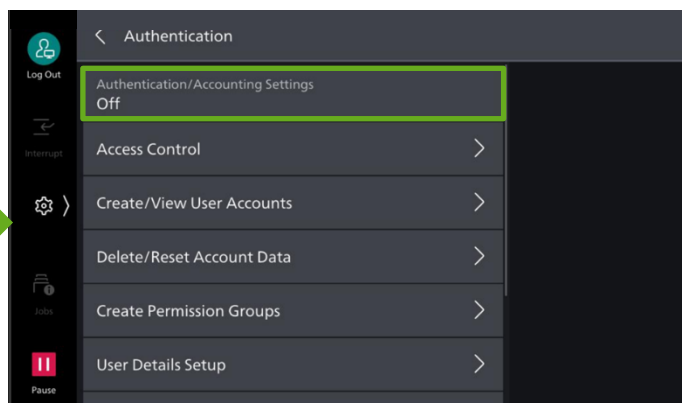 Authentication
Log Out
Authentication/Accounting Settings
Off
Interrupt
Access Control
Create/View User Accounts
Delete/Reset Account Data
Jobs
Create Permission Groups
User Details Setup
Pause